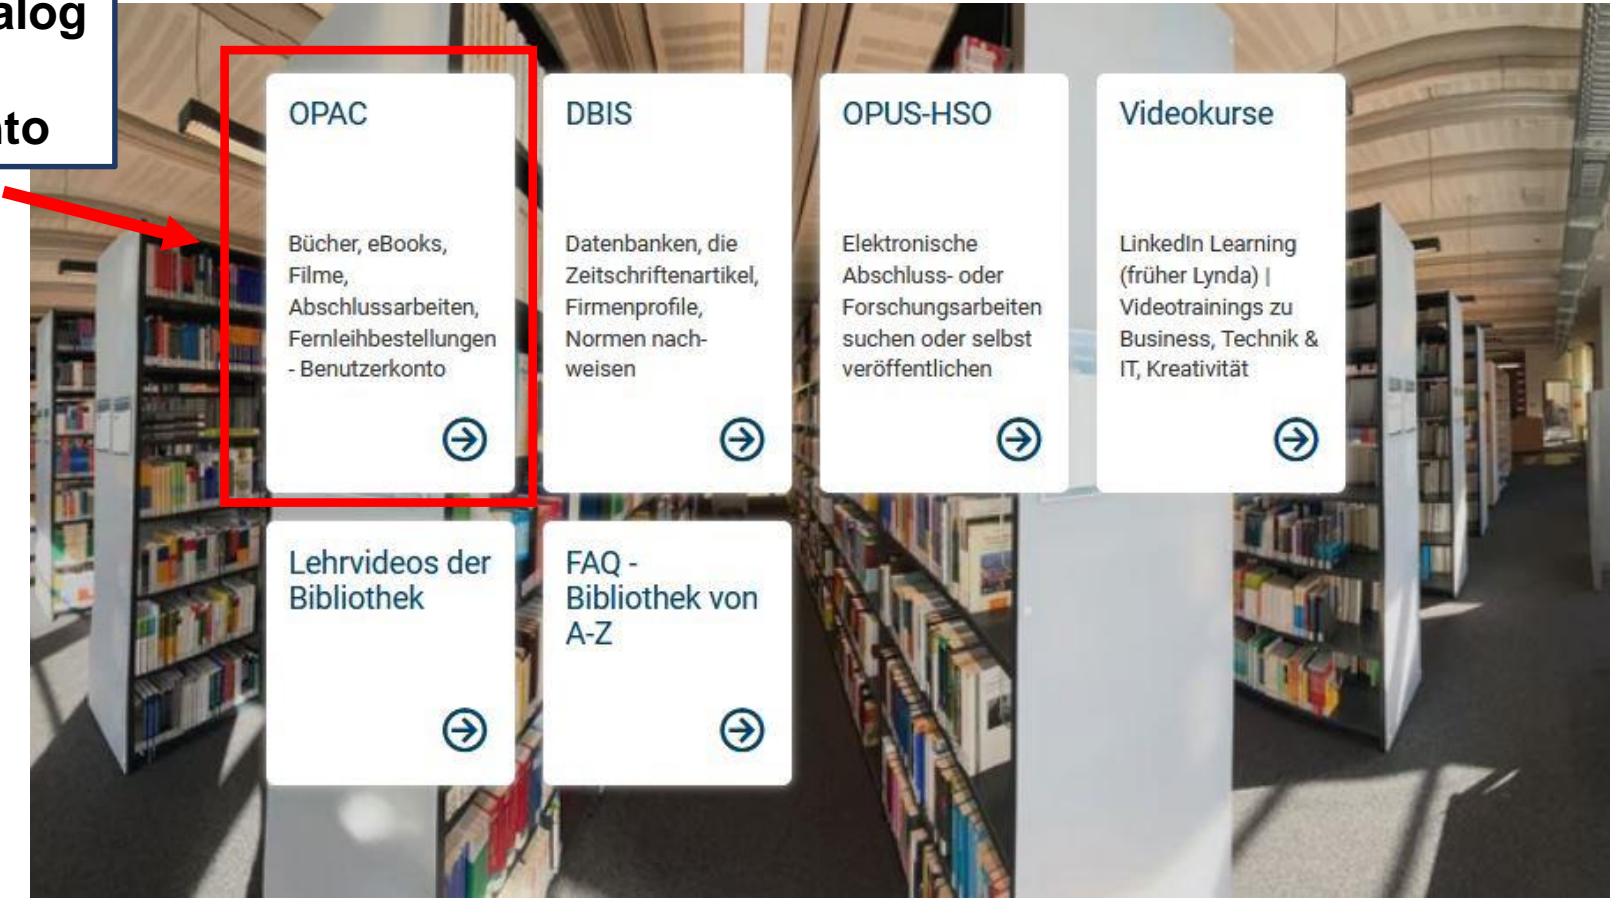 OPAC
Bücher, eBooks,
Filme,
Abschlussarbeiten,
Fernleihbestellungen
- Benutzerkonto
DBIS
Datenbanken, die
Zeitschriftenartikel,
Firmenprofile,
Normen nach-
weisen
OPUS-HSO
Elektronische
Abschluss- oder
Forschungsarbeiten
suchen oder selbst
veröffentlichen
Videokurse
LinkedIn Learning
(früher Lynda) |
Videotrainings zu
Business, Technik &
IT, Kreativität
Lehrvideos der
Bibliothek
FAQ -
Bibliothek von
A-Z